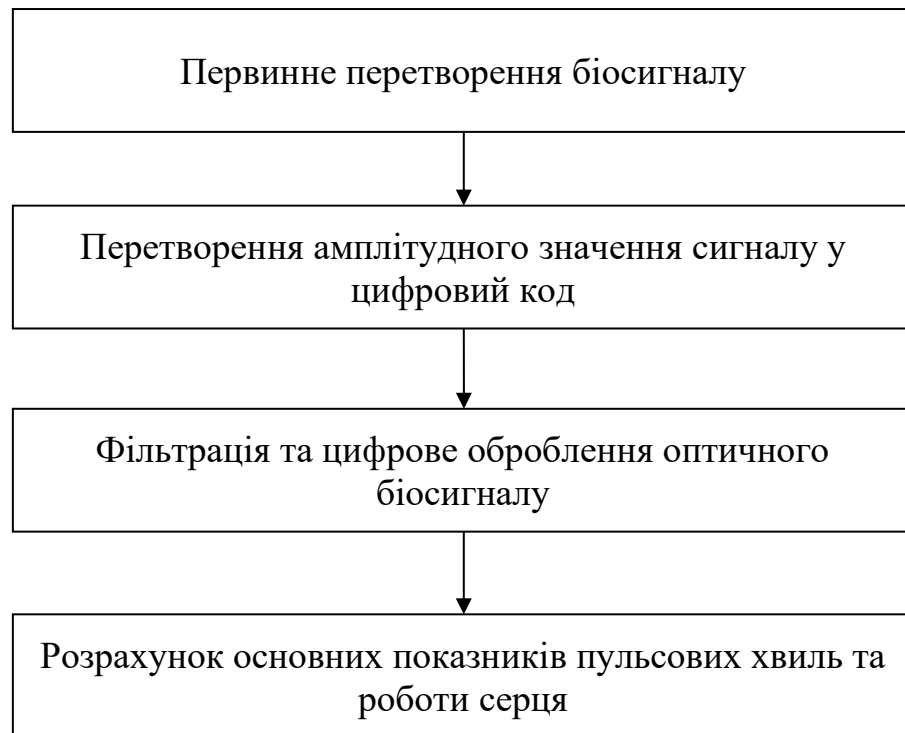 Первинне перетворення біосигналу
Перетворення амплітудного значення сигналу у
цифровий код
Фільтрація та цифрове оброблення оптичного
біосигналу
Розрахунок основних показників пульсових хвиль та
роботи серця